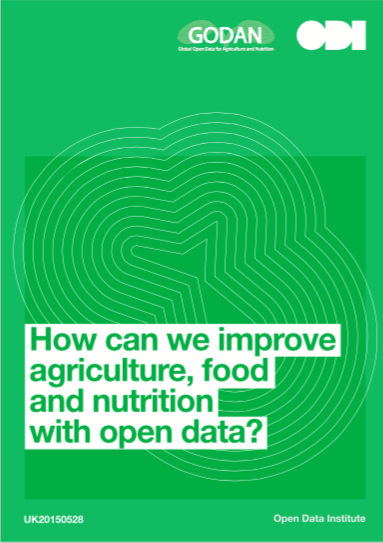 GODAN
Global Open Data for Agriculture and Nutrition
ODI
How can we improve
agriculture, food
and nutrition
with open data?
UK20150528
Open Data Institute